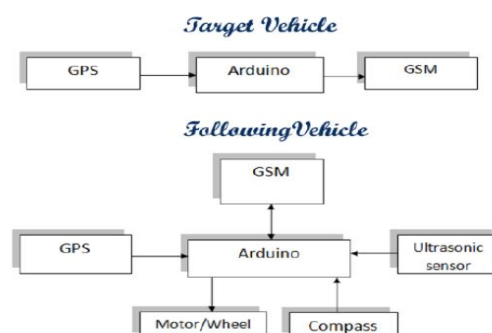 Target Vehicle
GPS
Arduino
GSM
FollowingVehicle
GSM
GPS
Arduino
Ultrasonic
sensor
Motor/Wheel
Compass